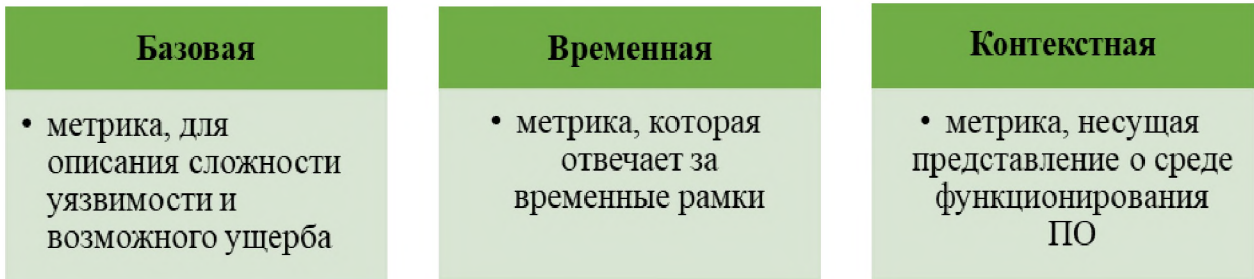 Базовая
• метрика, для
описания сложности
уязвимости и
возможного ущерба
Временная
• метрика, которая
отвечает за
временные рамки
Контекстная
• метрика, несущая
представление о среде
функционирования
ПО